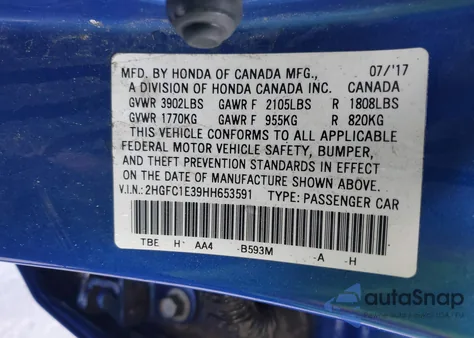 MFD. BY HONDA OF CANADA MFG., 07/'17
A DIVISION OF HONDA CANADA INC. CANADA
GVWR 3902LBS GAWR F 2105LBS R 1808LBS
GVWR 1770KG GAWR F 955KG R 820KG
THIS VEHICLE CONFORMS TO ALL APPLICABLE
FEDERAL MOTOR VEHICLE SAFETY, BUMPER,
AND THEFT PREVENTION STANDARDS IN EFFECT
ON THE DATE OF MANUFACTURE SHOWN ABOVE.
V.I.N.: 2HGFC1E39HH653591 TYPE: PASSENGER CAR
TBE H AA4 -B593M -A -H
autoSnap